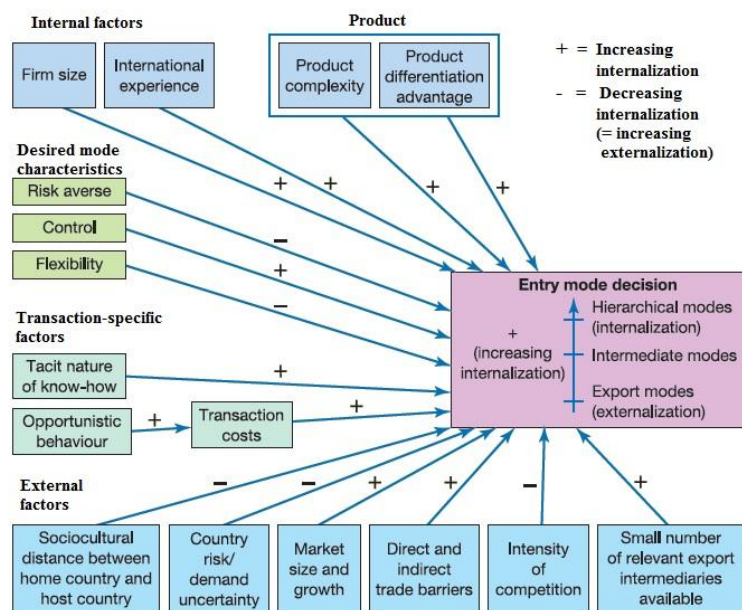 Internal factors
Product
Firm size
International
experience
Product
complexity
Product
differentiation
advantage
+ = Increasing
internalization
- = Decreasing
internalization
(= increasing
externalization)
Desired mode
characteristics
Risk averse
Control
Flexibility
+
+
+
+
−
+
−
Entry mode decision
+
(increasing
internalization)
Hierarchical modes
(internalization)
Intermediate modes
Export modes
(externalization)
Transaction-specific
factors
Tacit nature
of know-how
+
Opportunistic
behaviour
+
Transaction
costs
+
External
factors
−
−
+
+
−
+
Sociocultural
distance between
home country and
host country
Country
risk/
demand
uncertainty
Market
size and
growth
Direct and
indirect
trade barriers
Intensity
of
competition
Small number
of relevant export
intermediaries
available